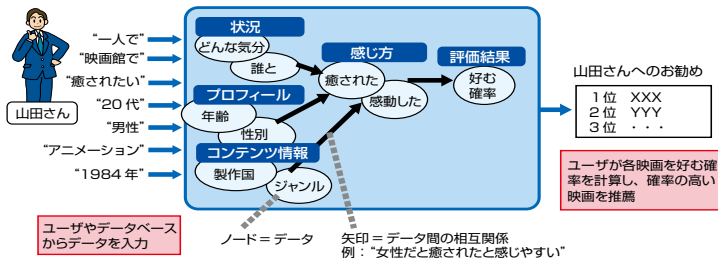 山田さん
“一人で”
“映画館で”
“癒されたい”
“20代”
“男性”
“アニメーション”
“1984年”
状況
どんな気分
誰と
プロフィール
年齢
性別
コンテンツ情報
製作国
ジャンル
感じ方
癒された
感動した
評価結果
好む
確率
山田さんへのお勧め
1位 XXX
2位 YYY
3位 ・・・
ユーザが各映画を好む確
率を計算し、確率の高い
映画を推薦
ユーザやデータベース
からデータを入力
ノード＝データ
矢印＝データ間の相互関係
例：“女性だと癒されたと感じやすい”